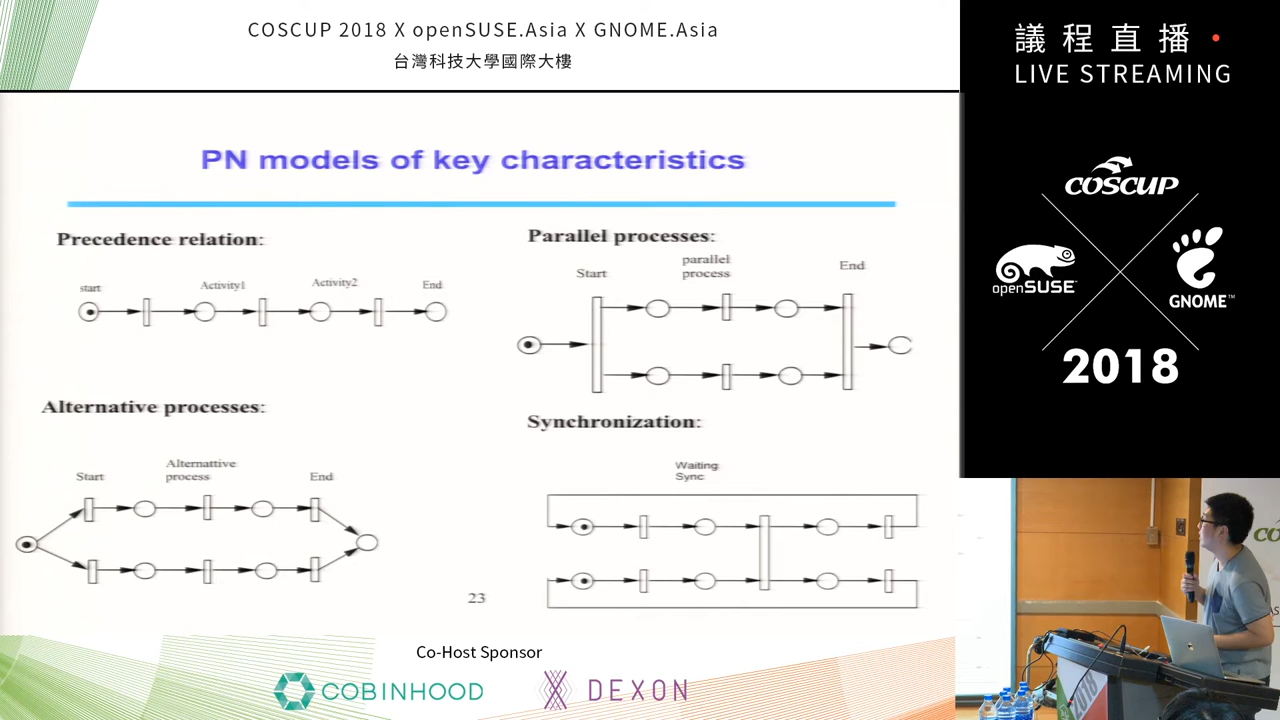 COSCUP 2018 X openSUSE.Asia X GNOME.Asia
台灣科技大學國際大樓
議程直播
LIVE STREAMING
COSCUP
openSUSE
GNOME™
2018
PN models of key characteristics
Precedence relation:
start
Activity1
Activity2
End
Parallel processes:
Start
parallel
process
End
Alternative processes:
Start
Alternattive
process
End
Synchronization:
Waiting
Sync
23
Co-Host Sponsor
COBINHOOD
DEXON